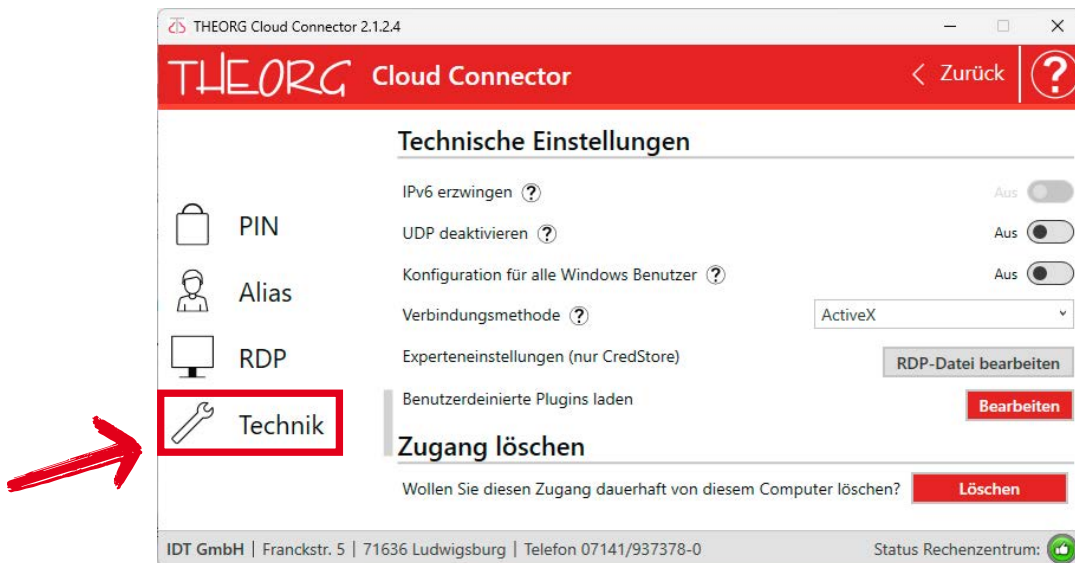 THEORG Cloud Connector 2.1.2.4
THEORG Cloud Connector
Zurück
?
Technische Einstellungen
IPv6 erzwingen ? Aus
PIN
UDP deaktivieren ? Aus
Konfiguration für alle Windows Benutzer ? Aus
Alias
Verbindungsmethode ? ActiveX
RDP
Experteneinstellungen (nur CredStore) RDP-Datei bearbeiten
Benutzerdeinierte Plugins laden Bearbeiten
Technik
Zugang löschen
Wollen Sie diesen Zugang dauerhaft von diesem Computer löschen? Löschen
IDT GmbH | Franckstr. 5 | 71636 Ludwigsburg | Telefon 07141/937378-0 Status Rechenzentrum: